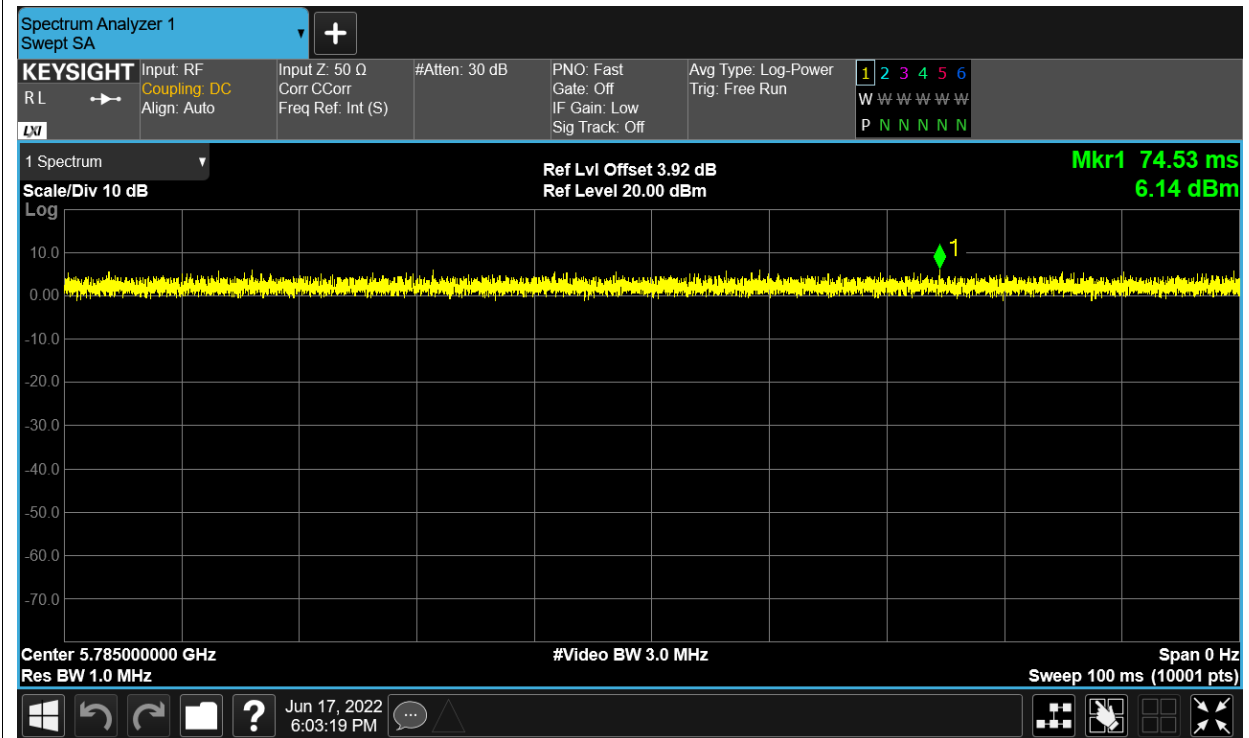 Spectrum Analyzer 1
Swept SA
▼
+
KEYSIGHT
R L
LXI
Input: RF
Coupling: DC
Align: Auto
Input Z: 50 Ω
Corr CCorr
Freq Ref: Int (S)
#Atten: 30 dB
PNO: Fast
Gate: Off
IF Gain: Low
Sig Track: Off
Avg Type: Log-Power
Trig: Free Run
1 2 3 4 5 6
W W W W W W
P N N N N N
1 Spectrum ▼
Scale/Div 10 dB
Log
Ref Lvl Offset 3.92 dB
Ref Level 20.00 dBm
Mkr1 74.53 ms
6.14 dBm
1
10.0
0.00
-10.0
-20.0
-30.0
-40.0
-50.0
-60.0
-70.0
Center 5.785000000 GHz
Res BW 1.0 MHz
#Video BW 3.0 MHz
Span 0 Hz
Sweep 100 ms (10001 pts)
?
Jun 17, 2022
6:03:19 PM